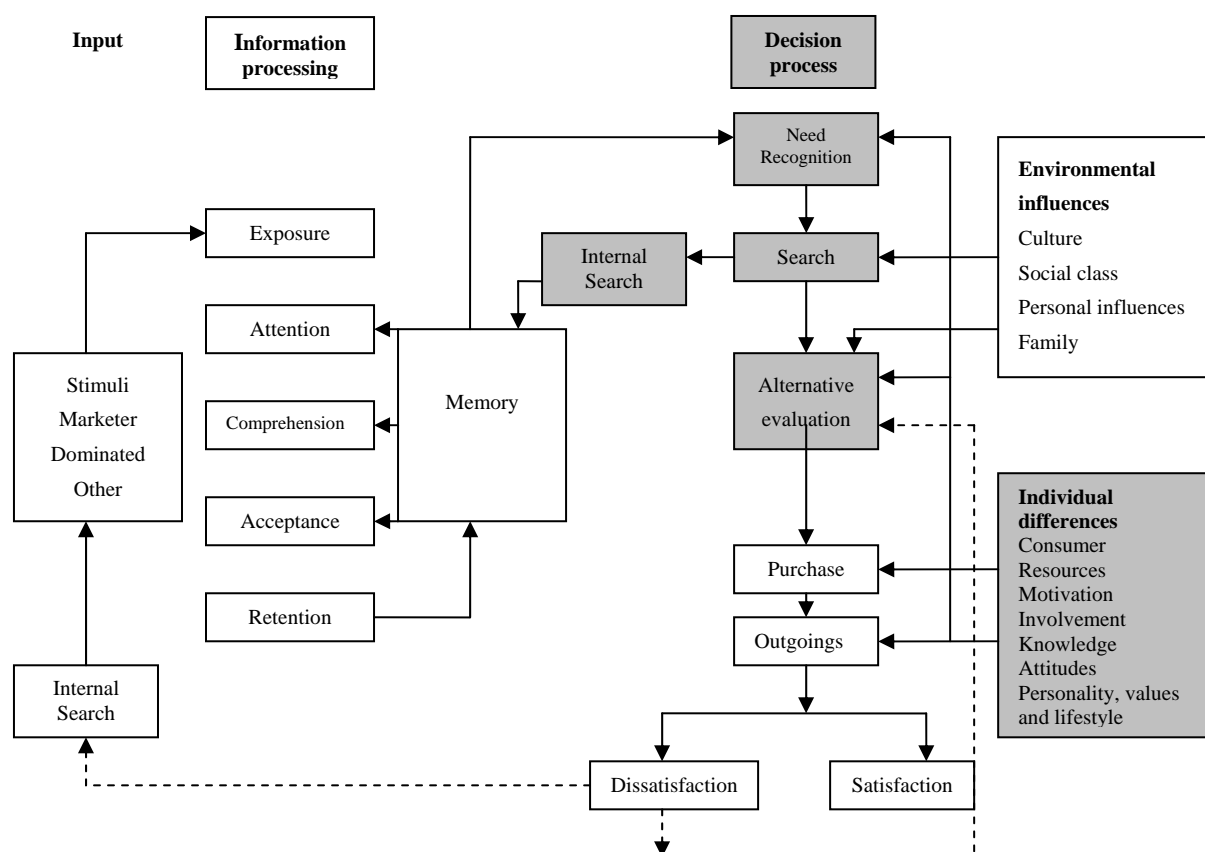 Input
Information
processing
Decision
process
Need
Recognition
Exposure
Internal
Search
Search
Environmental
influences
Culture
Social class
Personal influences
Family
Attention
Stimuli
Marketer
Dominated
Other
Comprehension
Memory
Alternative
evaluation
Acceptance
Individual
differences
Consumer
Resources
Motivation
Involvement
Knowledge
Attitudes
Personality, values
and lifestyle
Purchase
Retention
Outgoings
Internal
Search
Dissatisfaction
Satisfaction